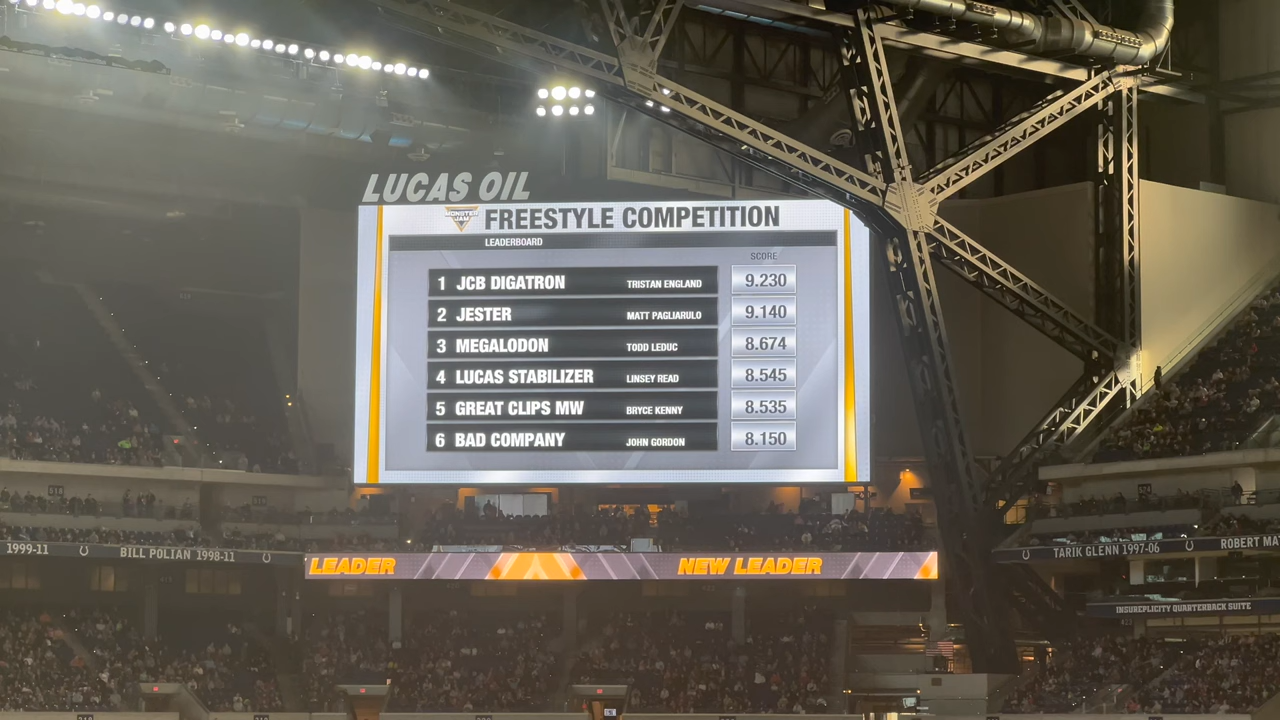 LUCAS OIL
MONSTER JAM
FREESTYLE COMPETITION
LEADERBOARD
SCORE
1 JCB DIGATRON TRISTAN ENGLAND 9.230
2 JESTER MATT PAGLIARULO 9.140
3 MEGALODON TODD LEDUC 8.674
4 LUCAS STABILIZER LINSEY READ 8.545
5 GREAT CLIPS MW BRYCE KENNY 8.535
6 BAD COMPANY JOHN GORDON 8.150
1999-11 BILL POLIAN 1998-11
TARIK GLENN 1997-06 ROBERT MA
LEADER NEW LEADER
INSUREPLICITY QUARTERBACK SUITE